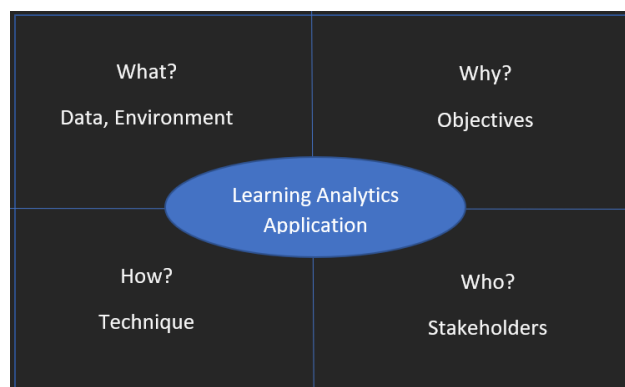 What?
Data, Environment
Why?
Objectives
Learning Analytics
Application
How?
Technique
Who?
Stakeholders